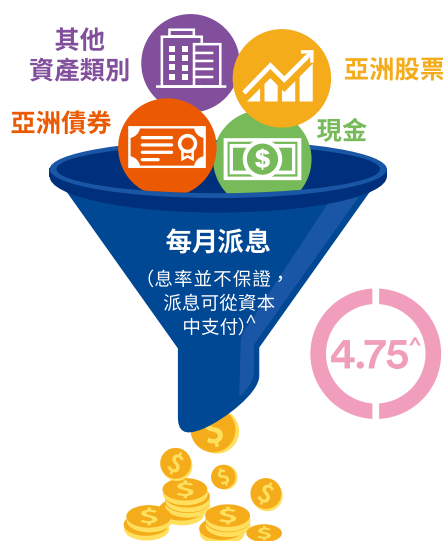 其他
資產類別
亞洲股票
亞洲債券
現金
每月派息
（息率並不保證，
派息可從資本
中支付）^
4.75^